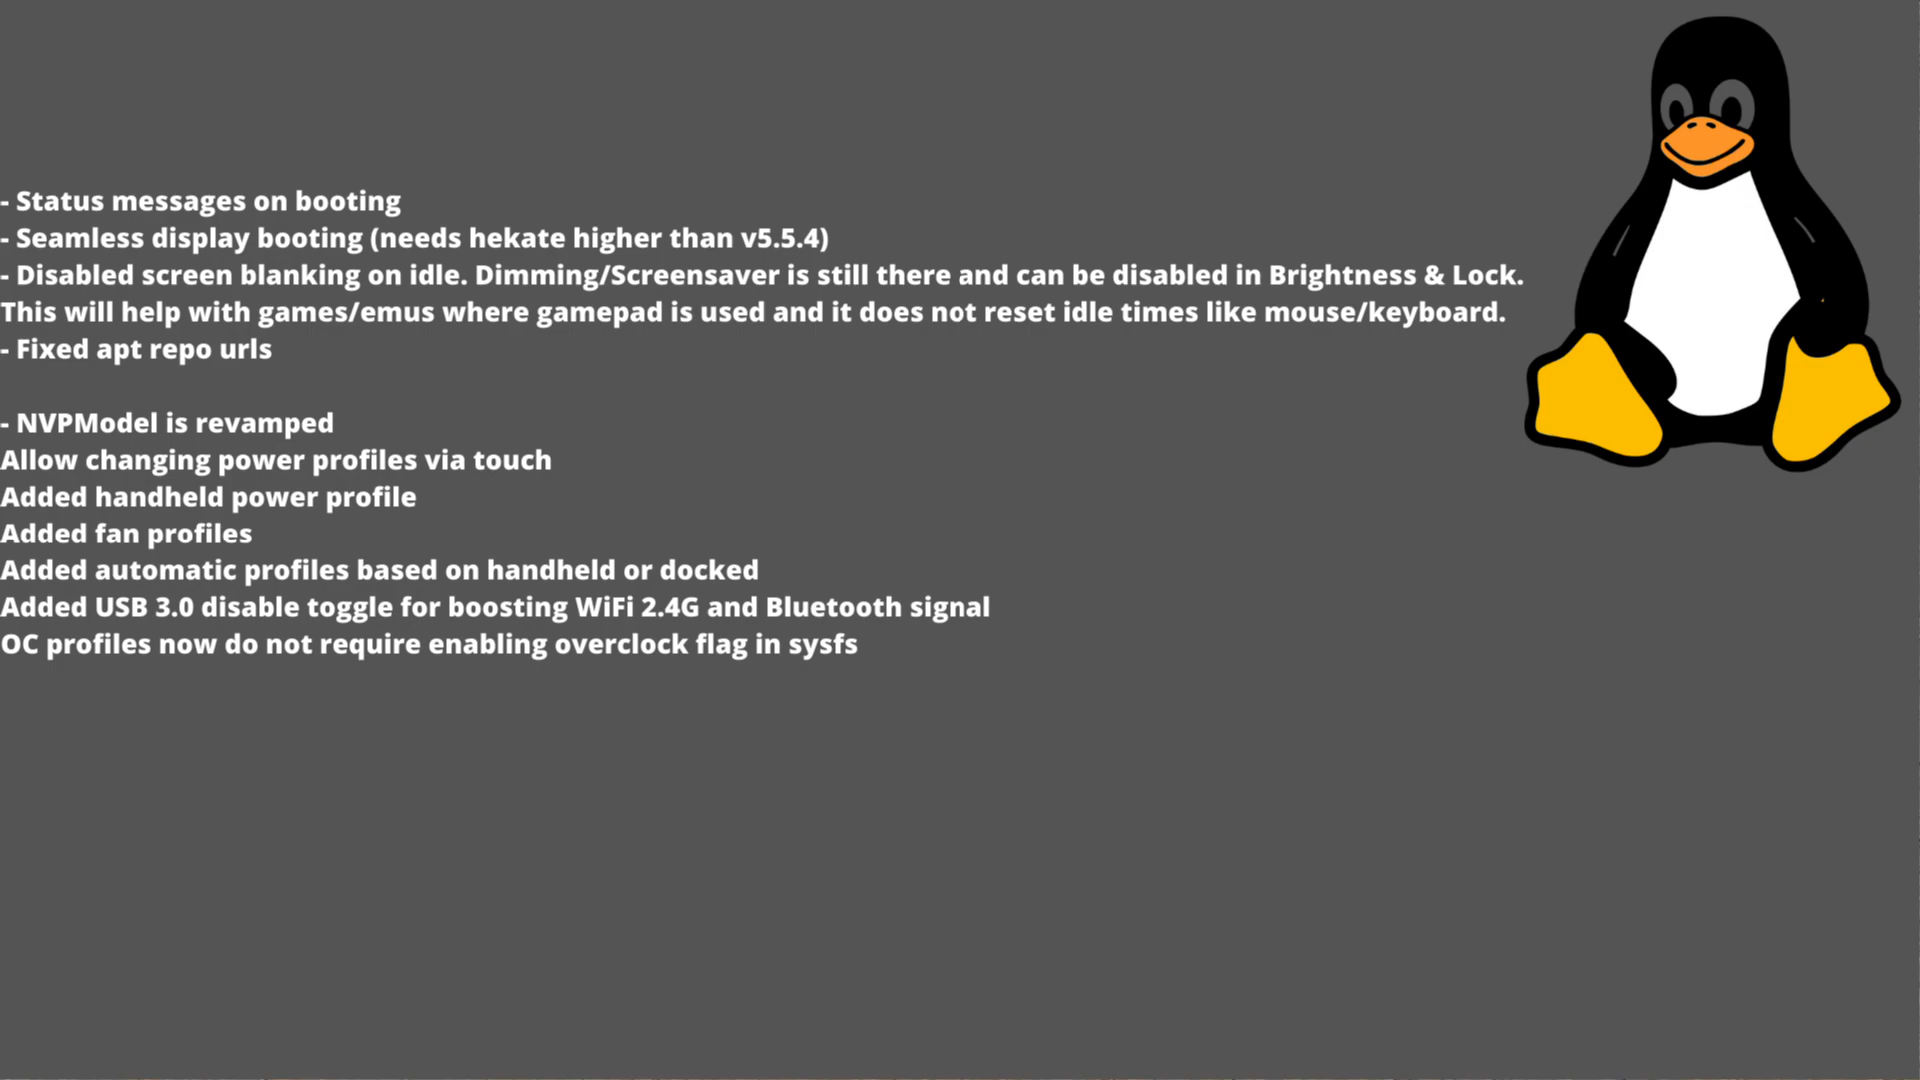 - Status messages on booting
- Seamless display booting (needs hekate higher than v5.5.4)
- Disabled screen blanking on idle. Dimming/Screensaver is still there and can be disabled in Brightness & Lock.
This will help with games/emus where gamepad is used and it does not reset idle times like mouse/keyboard.
- Fixed apt repo urls
- NVPModel is revamped
Allow changing power profiles via touch
Added handheld power profile
Added fan profiles
Added automatic profiles based on handheld or docked
Added USB 3.0 disable toggle for boosting WiFi 2.4G and Bluetooth signal
OC profiles now do not require enabling overclock flag in sysfs